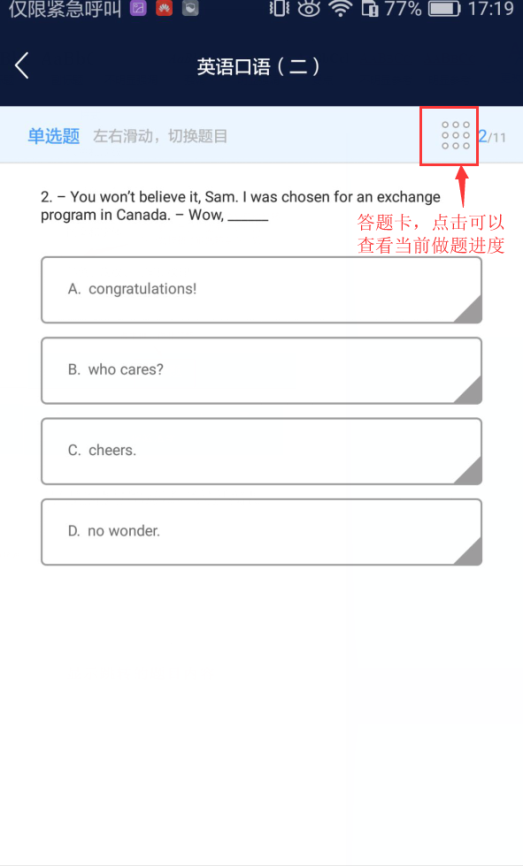 仅限紧急呼叫 77% 17:19
英语口语（二）
单选题 左右滑动，切换题目 2/11
2. – You won't believe it, Sam. I was chosen for an exchange
program in Canada. – Wow, ______
答题卡，点击可以
查看当前做题进度
A. congratulations!
B. who cares?
C. cheers.
D. no wonder.